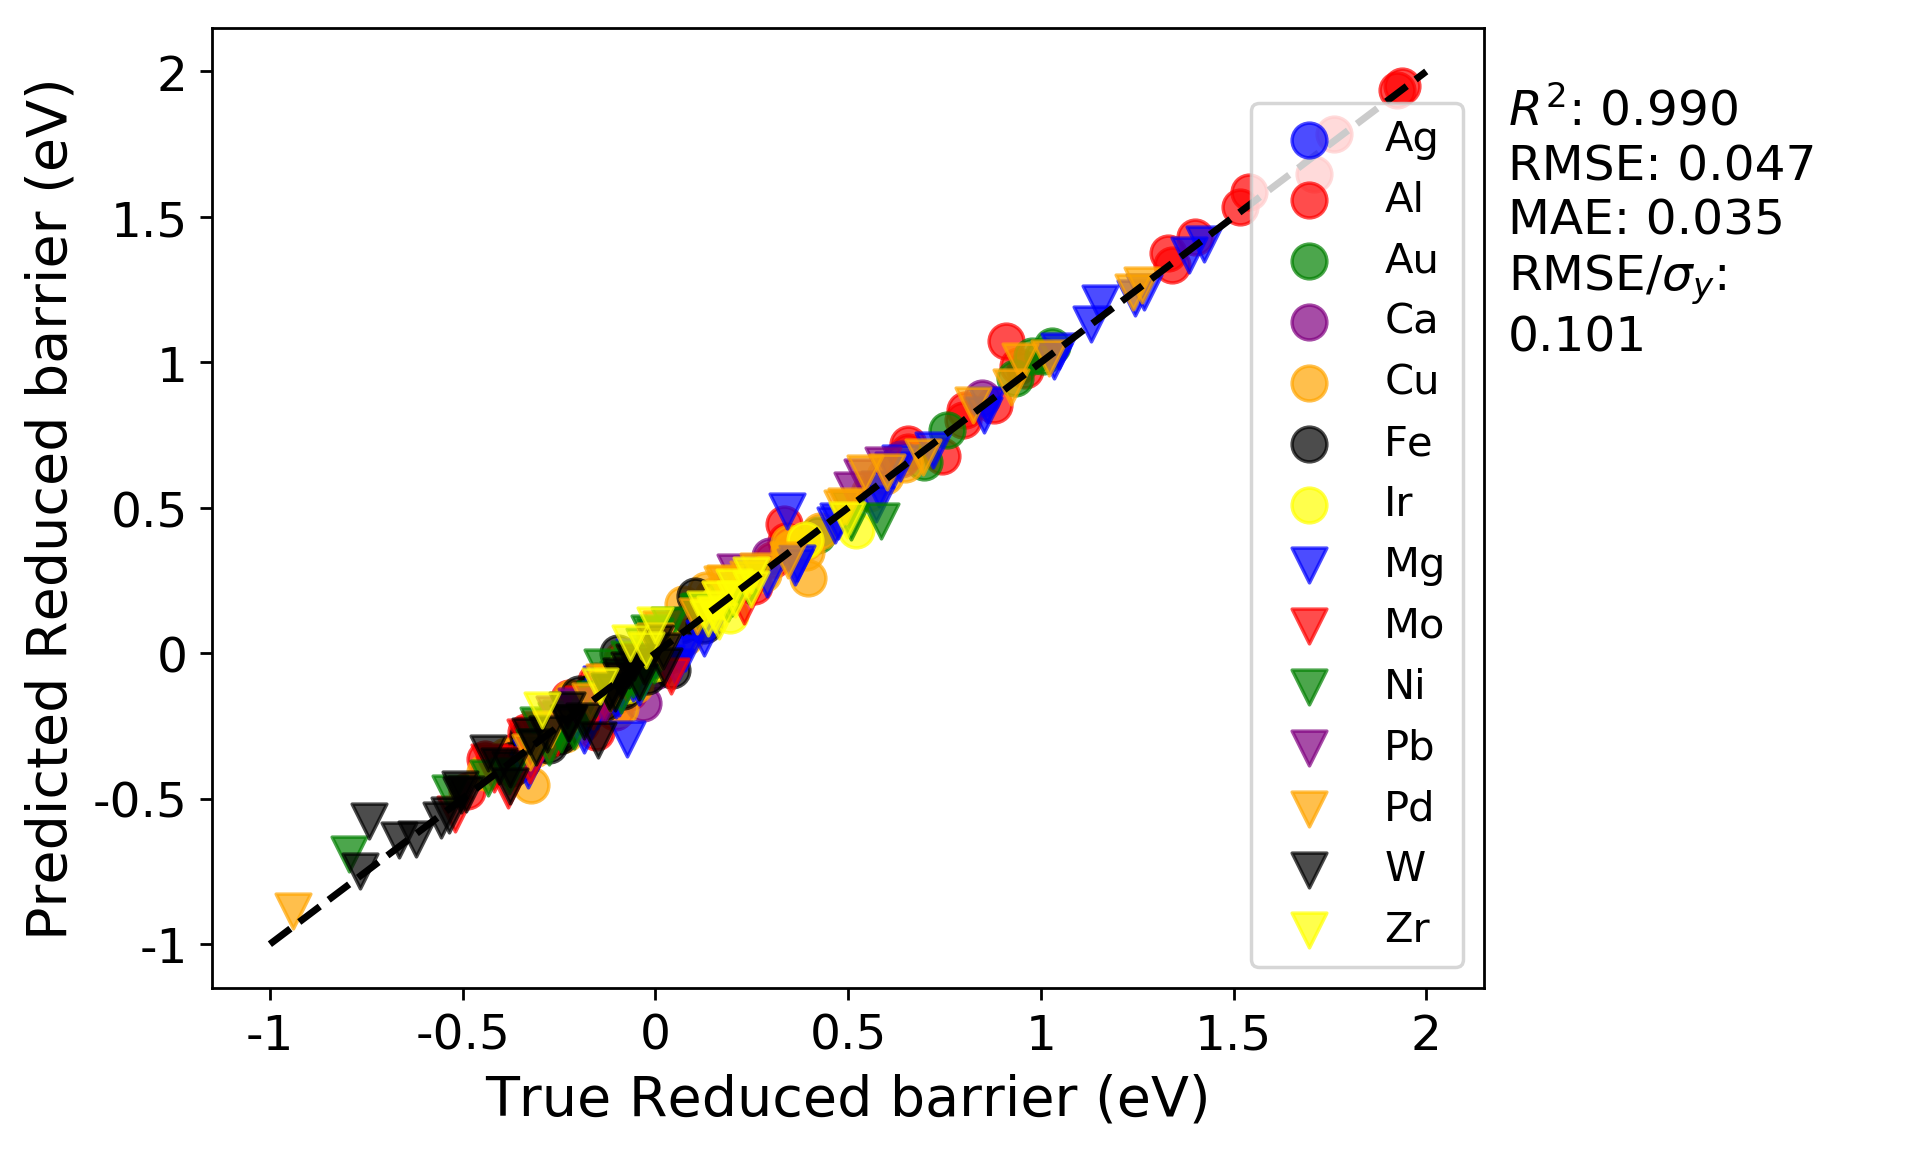 Predicted Reduced barrier (eV)
2
1.5
1
0.5
0
-0.5
-1
-1
-0.5
0
0.5
1
1.5
2
True Reduced barrier (eV)
Ag
Al
Au
Ca
Cu
Fe
Ir
Mg
Mo
Ni
Pb
Pd
W
Zr
R²: 0.990
RMSE: 0.047
MAE: 0.035
RMSE/σ_y:
0.101